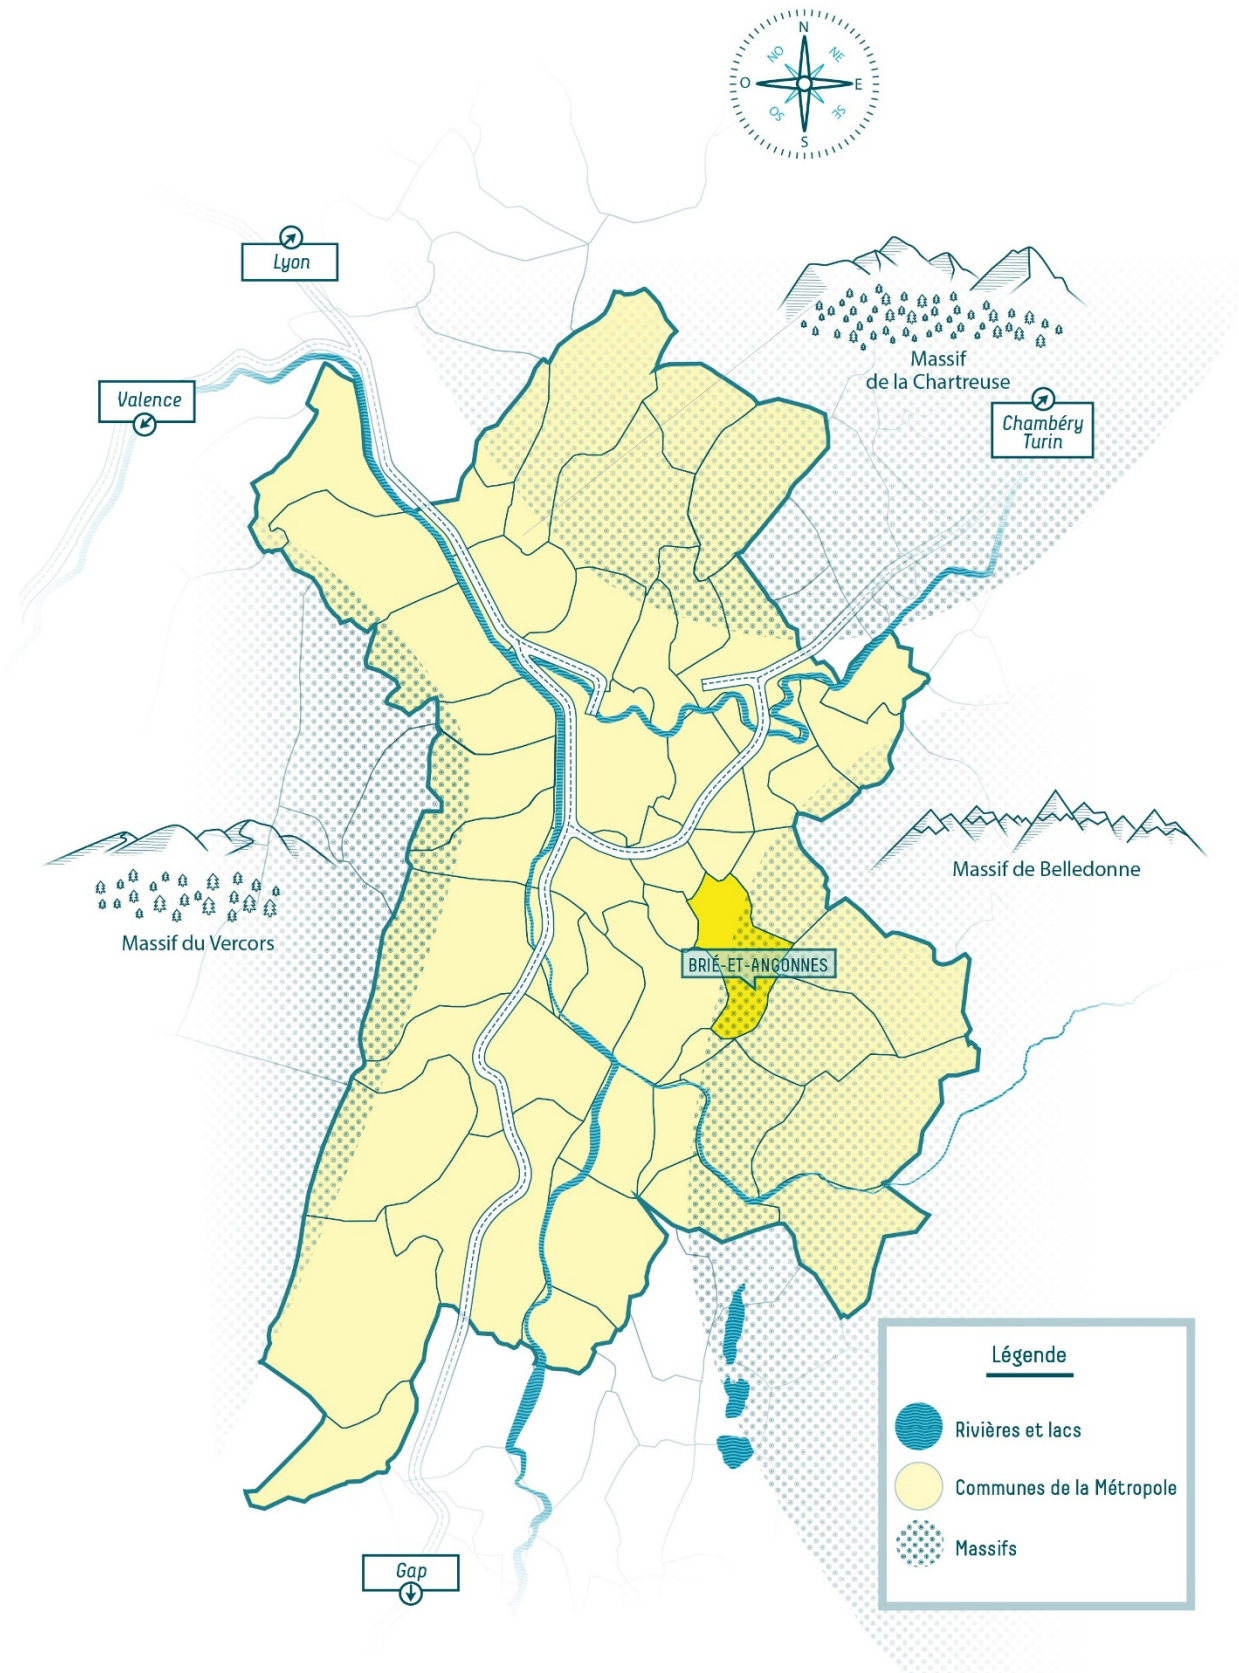 N
NO
NE
O
E
SO
SE
S
Lyon
Massif
de la Chartreuse
Valence
Chambéry
Turin
Massif de Belledonne
Massif du Vercors
BRIÉ-ET-ANGONNES
Légende
Rivières et lacs
Communes de la Métropole
Massifs
Gap